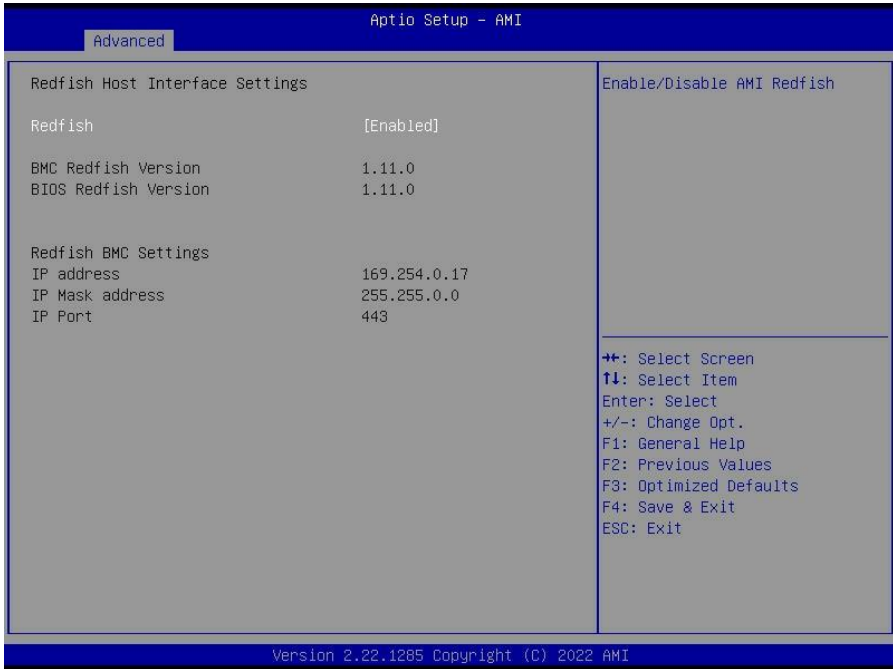 Aptio Setup – AMI
Advanced
Redfish Host Interface Settings
Redfish [Enabled]
BMC Redfish Version 1.11.0
BIOS Redfish Version 1.11.0
Redfish BMC Settings
IP address 169.254.0.17
IP Mask address 255.255.0.0
IP Port 443
Enable/Disable AMI Redfish
→←: Select Screen
↑↓: Select Item
Enter: Select
+/-: Change Opt.
F1: General Help
F2: Previous Values
F3: Optimized Defaults
F4: Save & Exit
ESC: Exit
Version 2.22.1285 Copyright (C) 2022 AMI